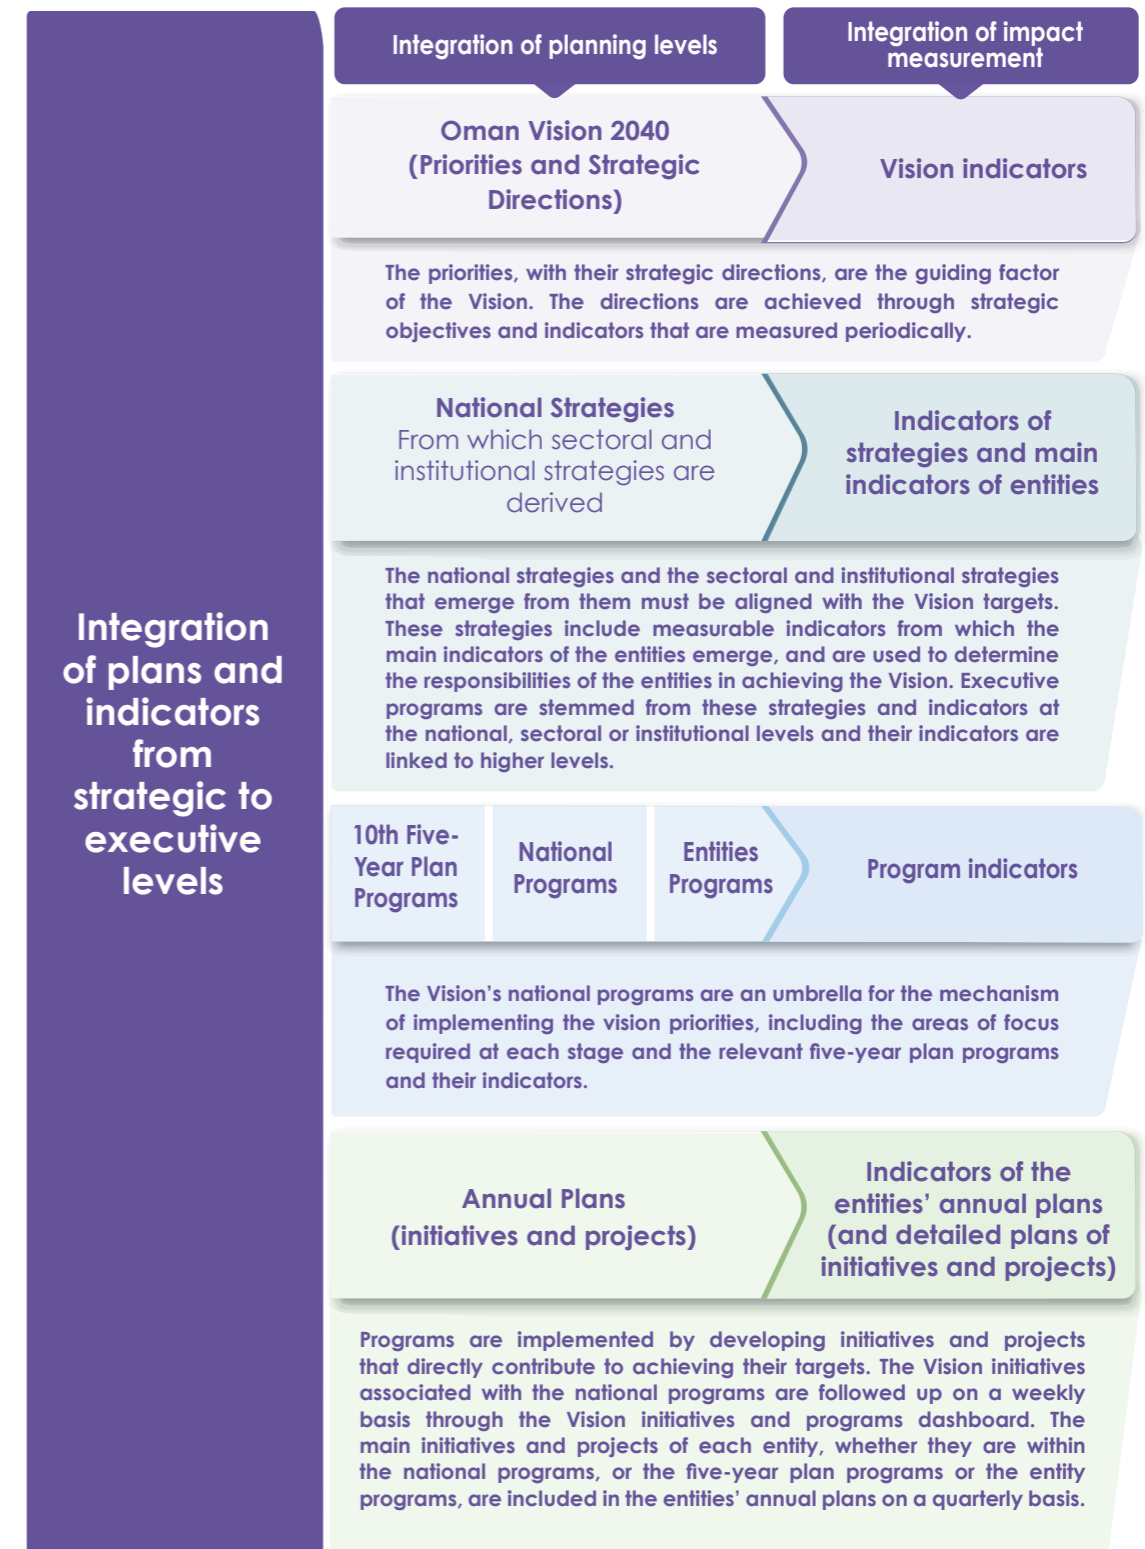 Integration
of plans and
indicators
from
strategic to
executive
levels
Integration of planning levels
Integration of impact
measurement
Oman Vision 2040
(Priorities and Strategic
Directions)
Vision indicators
The priorities, with their strategic directions, are the guiding factor
of the Vision. The directions are achieved through strategic
objectives and indicators that are measured periodically.
National Strategies
From which sectoral and
institutional strategies are
derived
Indicators of
strategies and main
indicators of entities
The national strategies and the sectoral and institutional strategies
that emerge from them must be aligned with the Vision targets.
These strategies include measurable indicators from which the
main indicators of the entities emerge, and are used to determine
the responsibilities of the entities in achieving the Vision. Executive
programs are stemmed from these strategies and indicators at
the national, sectoral or institutional levels and their indicators are
linked to higher levels.
10th Five-
Year Plan
Programs
National
Programs
Entities
Programs
Program indicators
The Vision’s national programs are an umbrella for the mechanism
of implementing the vision priorities, including the areas of focus
required at each stage and the relevant five-year plan programs
and their indicators.
Annual Plans
(initiatives and projects)
Indicators of the
entities’ annual plans
(and detailed plans of
initiatives and projects)
Programs are implemented by developing initiatives and projects
that directly contribute to achieving their targets. The Vision initiatives
associated with the national programs are followed up on a weekly
basis through the Vision initiatives and programs dashboard. The
main initiatives and projects of each entity, whether they are within
the national programs, or the five-year plan programs or the entity
programs, are included in the entities’ annual plans on a quarterly basis.